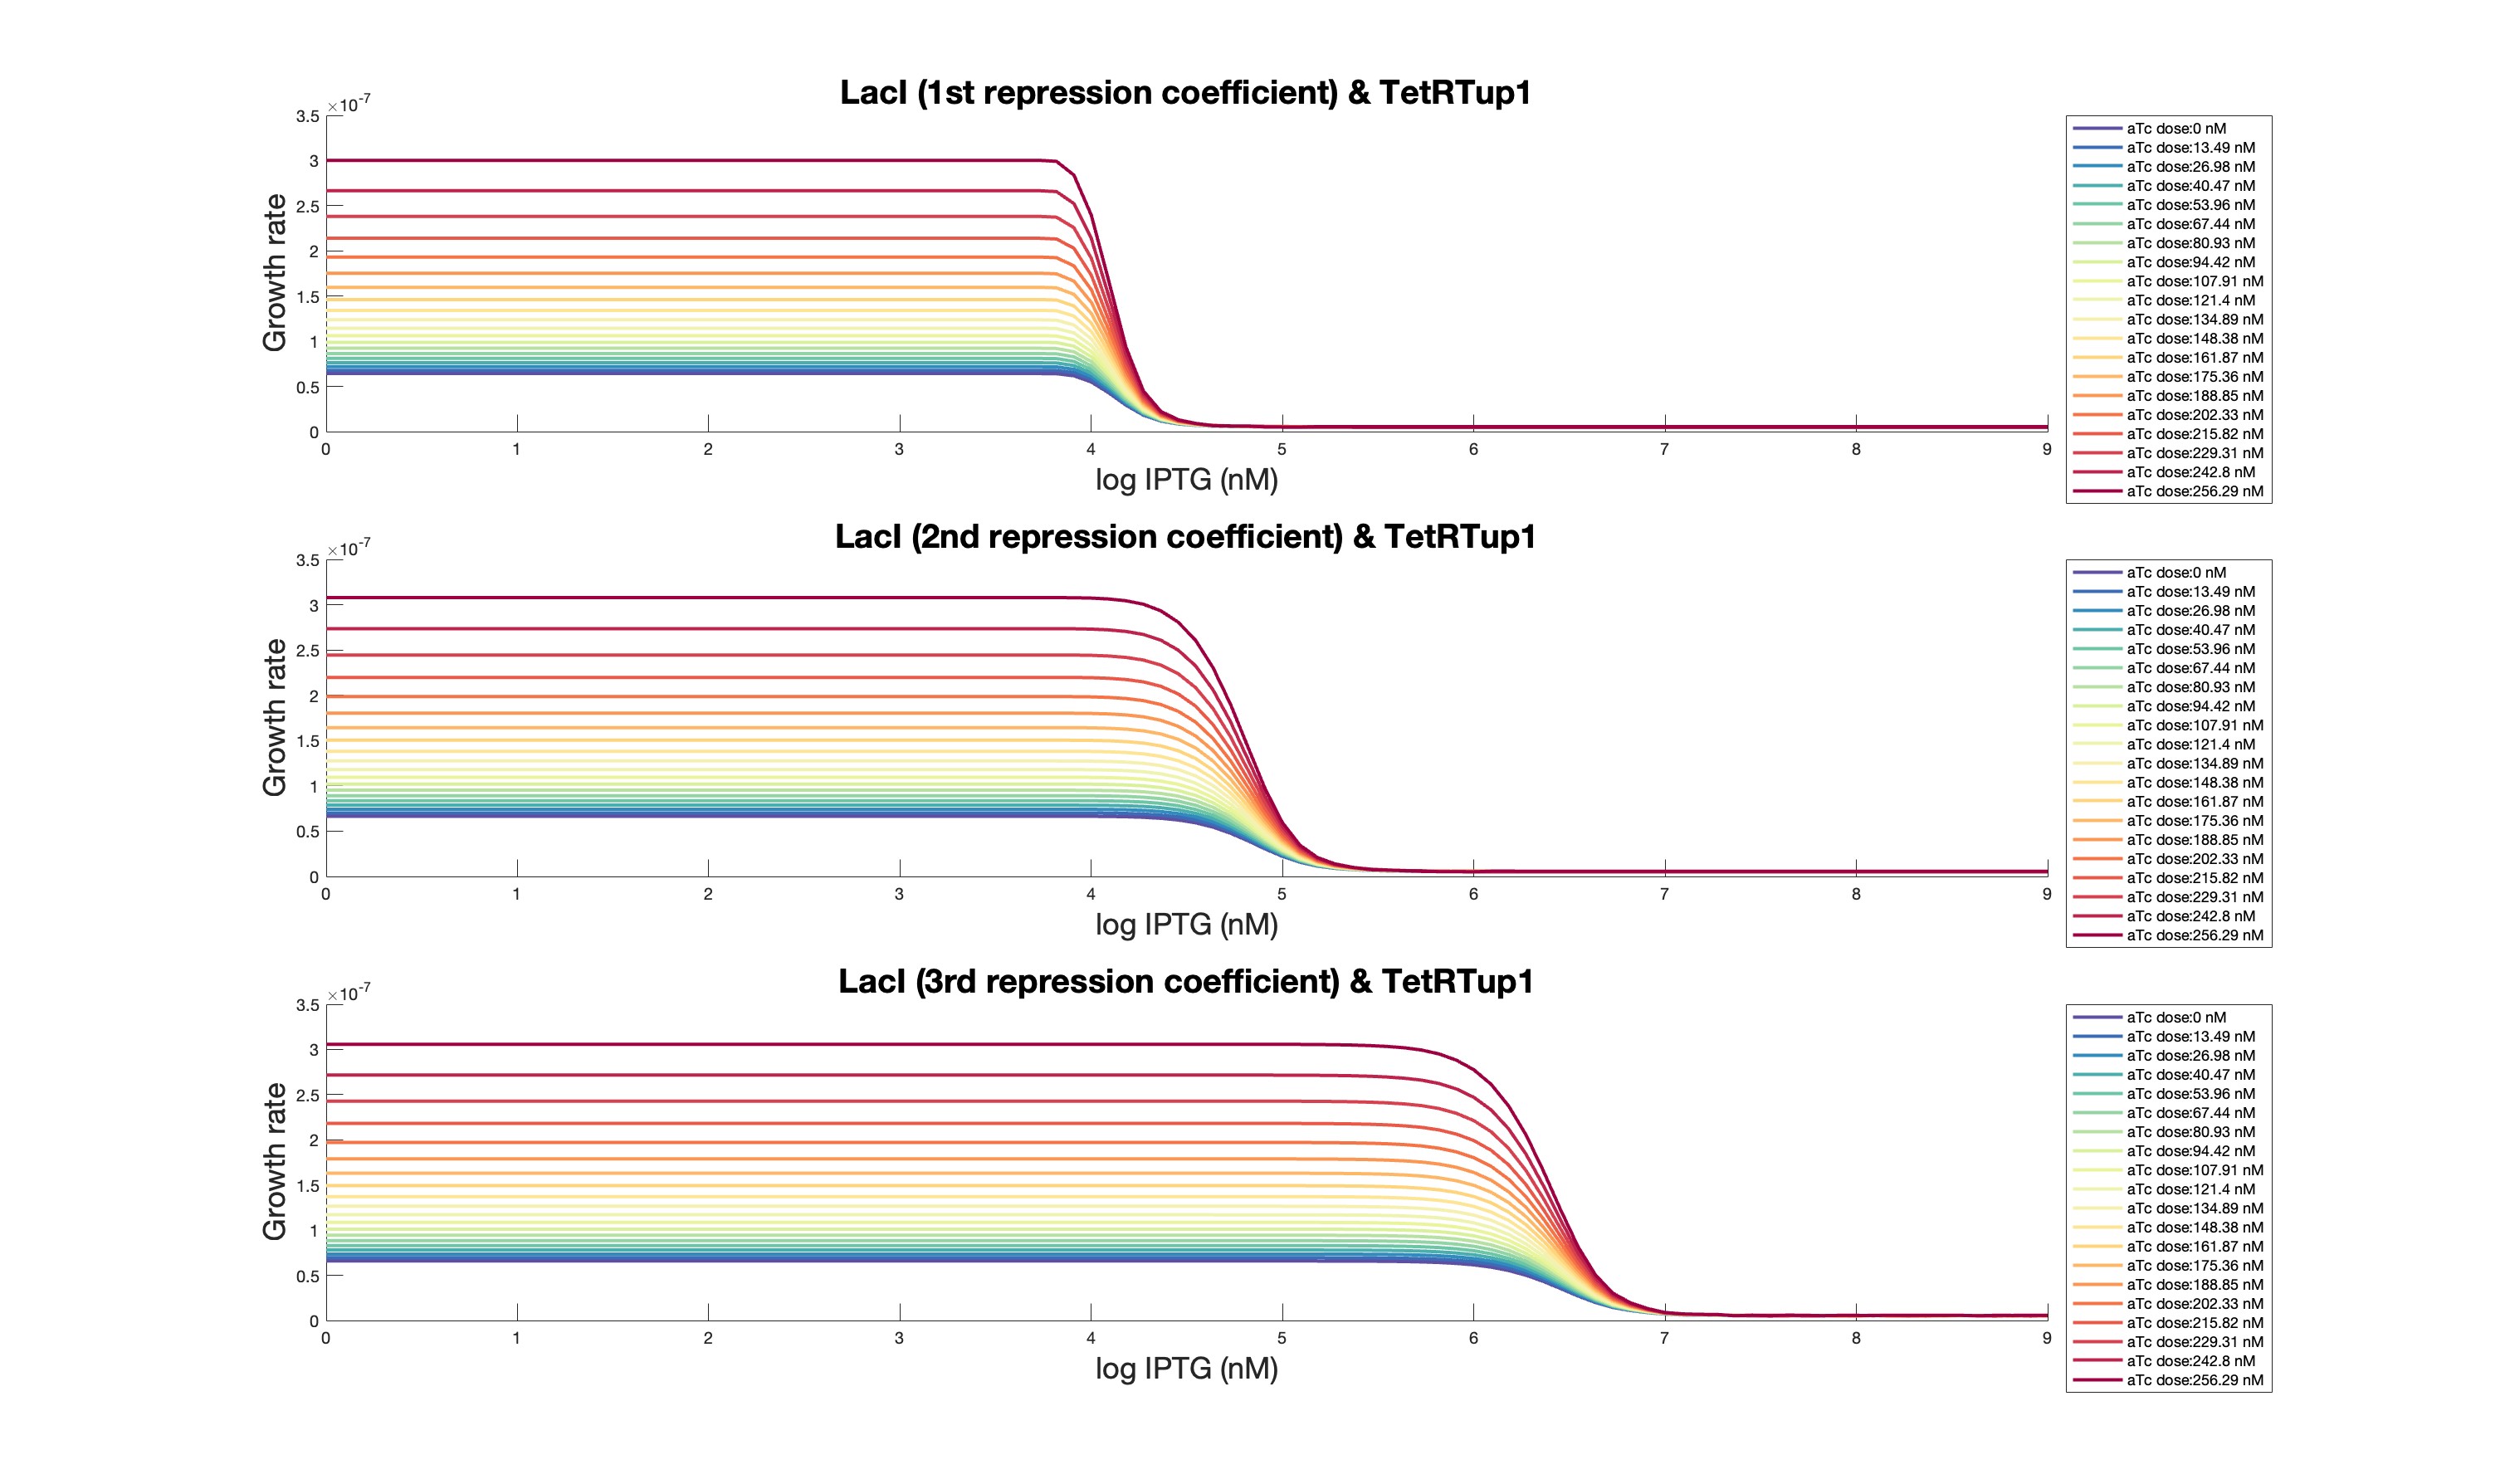 LacI (1st repression coefficient) & TetRTup1
×10-7
3.5
3
2.5
2
1.5
1
0.5
0
Growth rate
0 1 2 3 4 5 6 7 8 9
log IPTG (nM)
aTc dose:0 nM
aTc dose:13.49 nM
aTc dose:26.98 nM
aTc dose:40.47 nM
aTc dose:53.96 nM
aTc dose:67.44 nM
aTc dose:80.93 nM
aTc dose:94.42 nM
aTc dose:107.91 nM
aTc dose:121.4 nM
aTc dose:134.89 nM
aTc dose:148.38 nM
aTc dose:161.87 nM
aTc dose:175.36 nM
aTc dose:188.85 nM
aTc dose:202.33 nM
aTc dose:215.82 nM
aTc dose:229.31 nM
aTc dose:242.8 nM
aTc dose:256.29 nM
LacI (2nd repression coefficient) & TetRTup1
×10-7
3.5
3
2.5
2
1.5
1
0.5
0
Growth rate
0 1 2 3 4 5 6 7 8 9
log IPTG (nM)
aTc dose:0 nM
aTc dose:13.49 nM
aTc dose:26.98 nM
aTc dose:40.47 nM
aTc dose:53.96 nM
aTc dose:67.44 nM
aTc dose:80.93 nM
aTc dose:94.42 nM
aTc dose:107.91 nM
aTc dose:121.4 nM
aTc dose:134.89 nM
aTc dose:148.38 nM
aTc dose:161.87 nM
aTc dose:175.36 nM
aTc dose:188.85 nM
aTc dose:202.33 nM
aTc dose:215.82 nM
aTc dose:229.31 nM
aTc dose:242.8 nM
aTc dose:256.29 nM
LacI (3rd repression coefficient) & TetRTup1
×10-7
3.5
3
2.5
2
1.5
1
0.5
0
Growth rate
0 1 2 3 4 5 6 7 8 9
log IPTG (nM)
aTc dose:0 nM
aTc dose:13.49 nM
aTc dose:26.98 nM
aTc dose:40.47 nM
aTc dose:53.96 nM
aTc dose:67.44 nM
aTc dose:80.93 nM
aTc dose:94.42 nM
aTc dose:107.91 nM
aTc dose:121.4 nM
aTc dose:134.89 nM
aTc dose:148.38 nM
aTc dose:161.87 nM
aTc dose:175.36 nM
aTc dose:188.85 nM
aTc dose:202.33 nM
aTc dose:215.82 nM
aTc dose:229.31 nM
aTc dose:242.8 nM
aTc dose:256.29 nM